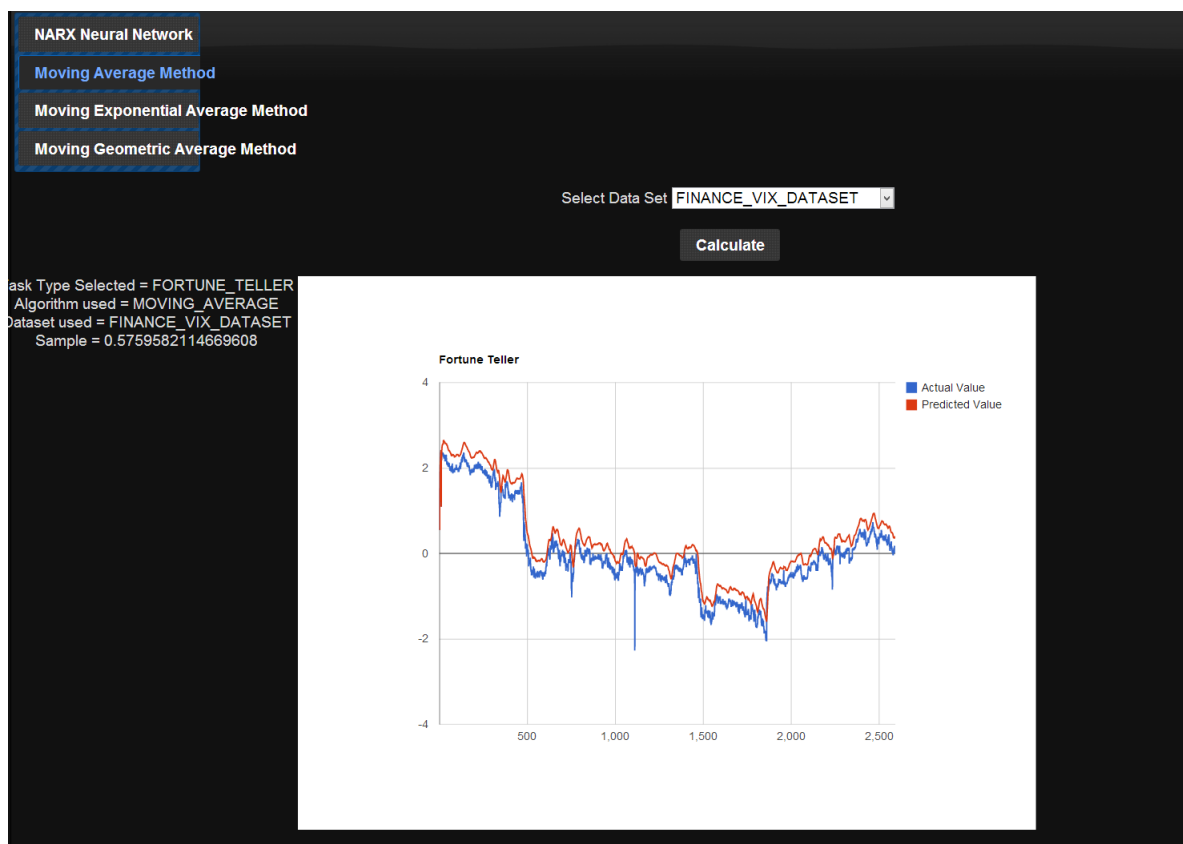 NARX Neural Network
Moving Average Method
Moving Exponential Average Method
Moving Geometric Average Method
Select Data Set FINANCE_VIX_DATASET
Calculate
ask Type Selected = FORTUNE_TELLER
Algorithm used = MOVING_AVERAGE
Dataset used = FINANCE_VIX_DATASET
Sample = 0.5759582114669608
Fortune Teller
Actual Value
Predicted Value
4
2
0
-2
-4
500 1,000 1,500 2,000 2,500